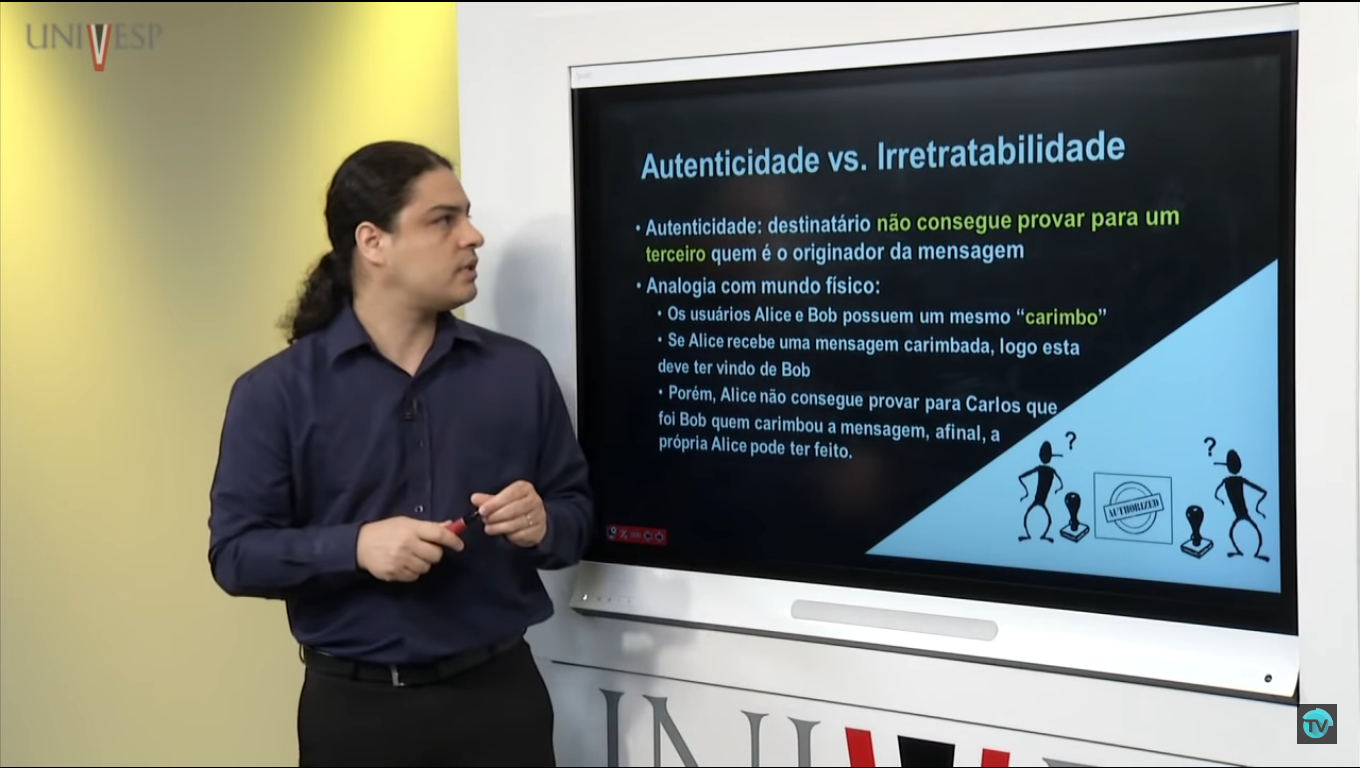 UNIVESP
Autenticidade vs. Irretratabilidade
• Autenticidade: destinatário não consegue provar para um
terceiro quem é o originador da mensagem
• Analogia com mundo físico:
• Os usuários Alice e Bob possuem um mesmo “carimbo”
• Se Alice recebe uma mensagem carimbada, logo esta
deve ter vindo de Bob
• Porém, Alice não consegue provar para Carlos que
foi Bob quem carimbou a mensagem, afinal, a
própria Alice pode ter feito.
? ?
AUTHORIZED
TV
UNIV